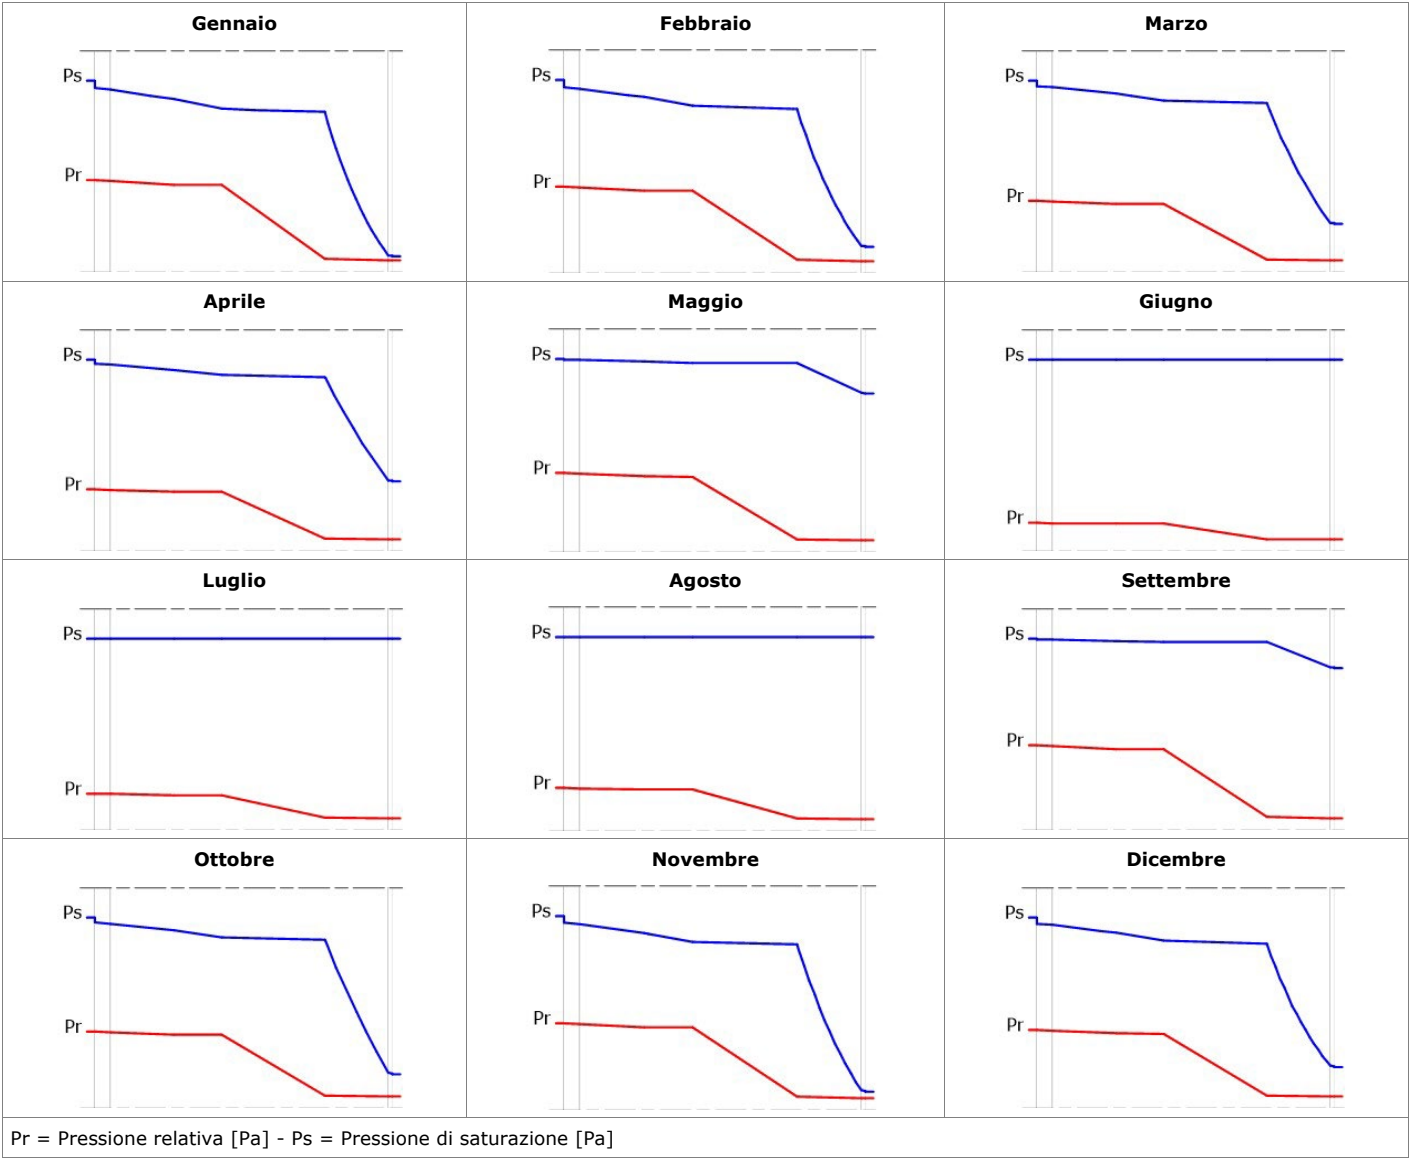 Gennaio
Febbraio
Marzo
Ps
Ps
Ps
Pr
Pr
Pr
Aprile
Maggio
Giugno
Ps
Ps
Ps
Pr
Pr
Pr
Luglio
Agosto
Settembre
Ps
Ps
Ps
Pr
Pr
Pr
Ottobre
Novembre
Dicembre
Ps
Ps
Ps
Pr
Pr
Pr
Pr = Pressione relativa [Pa] - Ps = Pressione di saturazione [Pa]